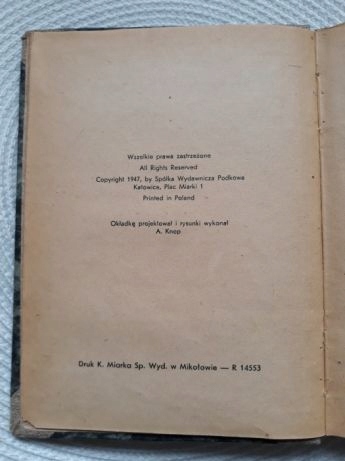 Wszelkie prawa zastrzeżone
All Rights Reserved
Copyright 1947, by Spółka Wydawnicza Podkowa
Katowice, Plac Miarki 1
Printed in Poland
Okładkę projektował i rysunki wykonał
A. Knop
Druk K. Miarka Sp. Wyd. w Mikołowie — R 14553